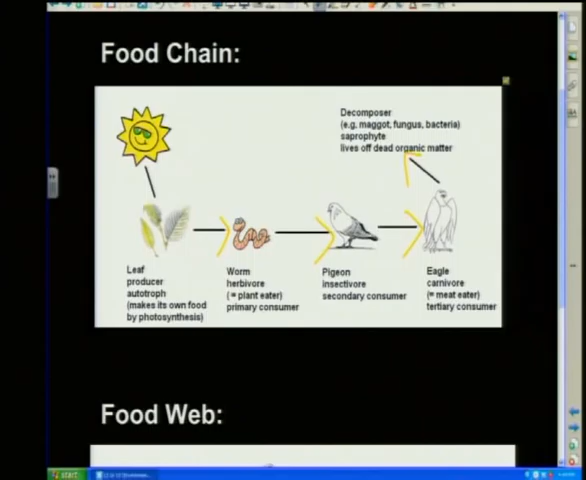 Food Chain:
Decomposer
(e.g. maggot, fungus, bacteria)
saprophyte
lives off dead organic matter
Leaf
producer
autotroph
(makes its own food
by photosynthesis)
Worm
herbivore
(= plant eater)
primary consumer
Pigeon
insectivore
secondary consumer
Eagle
carnivore
(= meat eater)
tertiary consumer
Food Web:
start